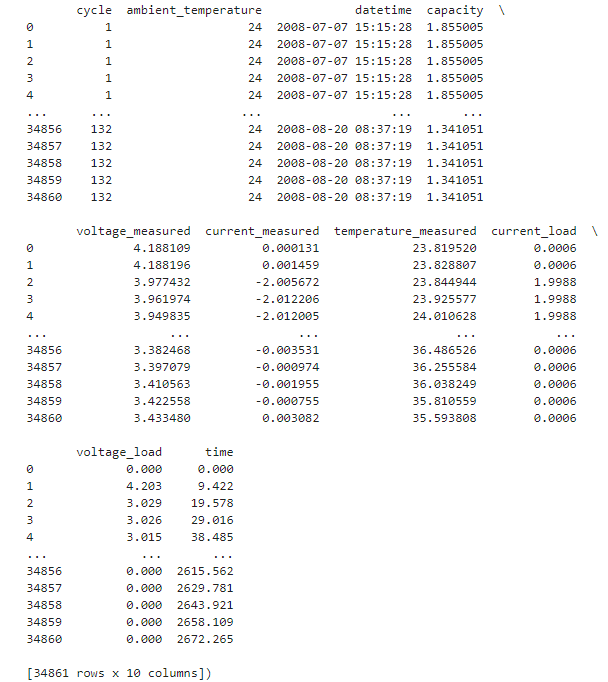 cycle ambient_temperature datetime capacity \
0 1 24 2008-07-07 15:15:28 1.855005
1 1 24 2008-07-07 15:15:28 1.855005
2 1 24 2008-07-07 15:15:28 1.855005
3 1 24 2008-07-07 15:15:28 1.855005
4 1 24 2008-07-07 15:15:28 1.855005
... ... ... ... ...
34856 132 24 2008-08-20 08:37:19 1.341051
34857 132 24 2008-08-20 08:37:19 1.341051
34858 132 24 2008-08-20 08:37:19 1.341051
34859 132 24 2008-08-20 08:37:19 1.341051
34860 132 24 2008-08-20 08:37:19 1.341051
voltage_measured current_measured temperature_measured current_load \
0 4.188109 0.000131 23.819520 0.0006
1 4.188196 0.001459 23.828807 0.0006
2 3.977432 -2.005672 23.844944 1.9988
3 3.961974 -2.012206 23.925577 1.9988
4 3.949835 -2.012005 24.010628 1.9988
... ... ... ... ...
34856 3.382468 -0.003531 36.486526 0.0006
34857 3.397079 -0.000974 36.255584 0.0006
34858 3.410563 -0.001955 36.038249 0.0006
34859 3.422558 -0.000755 35.810559 0.0006
34860 3.433480 0.003082 35.593808 0.0006
voltage_load time
0 0.000 0.000
1 4.203 9.422
2 3.029 19.578
3 3.026 29.016
4 3.015 38.485
... ... ...
34856 0.000 2615.562
34857 0.000 2629.781
34858 0.000 2643.921
34859 0.000 2658.109
34860 0.000 2672.265
[34861 rows x 10 columns])